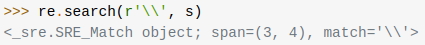 >>> re.search(r'\\', s)
<_sre.SRE_Match object; span=(3, 4), match='\\'>